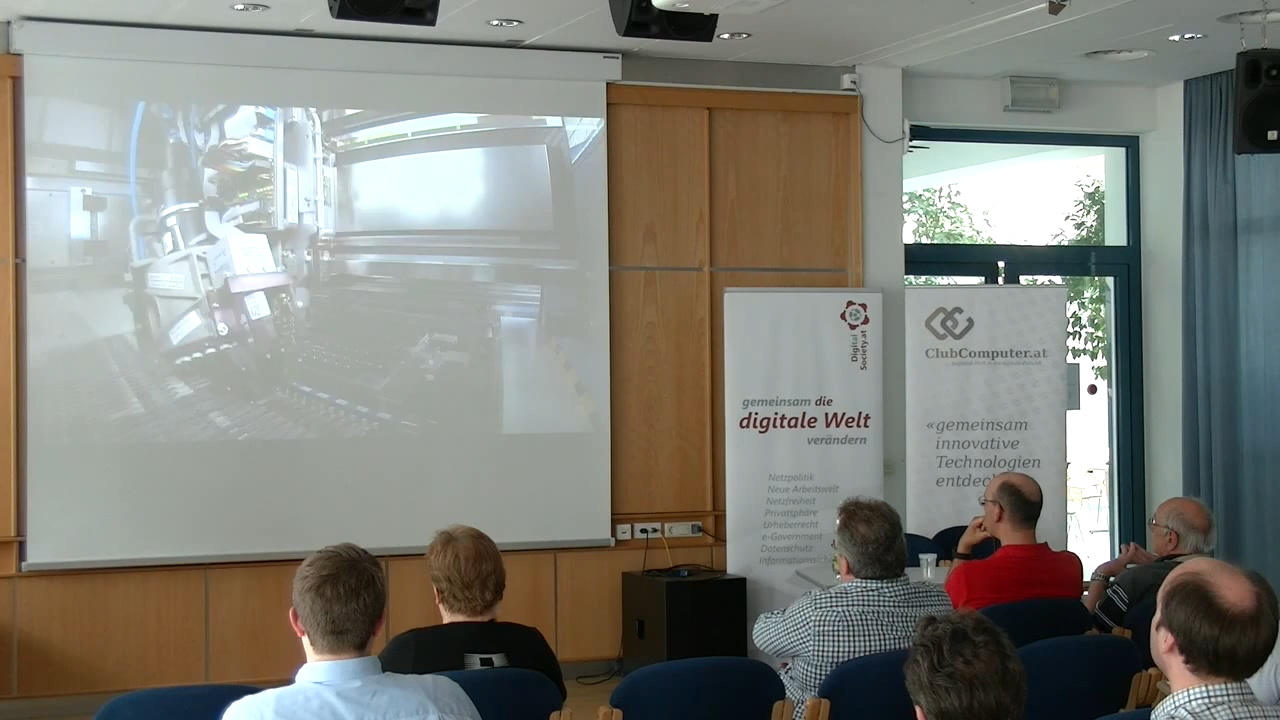 Digital
Society.at
gemeinsam die
digitale Welt
verändern
Netzpolitik
Neue Arbeitswelt
Netzfreiheit
Privatsphäre
Urheberrecht
e-Government
Datenschutz
ClubComputer.at
«gemeinsam
innovative
Technologien